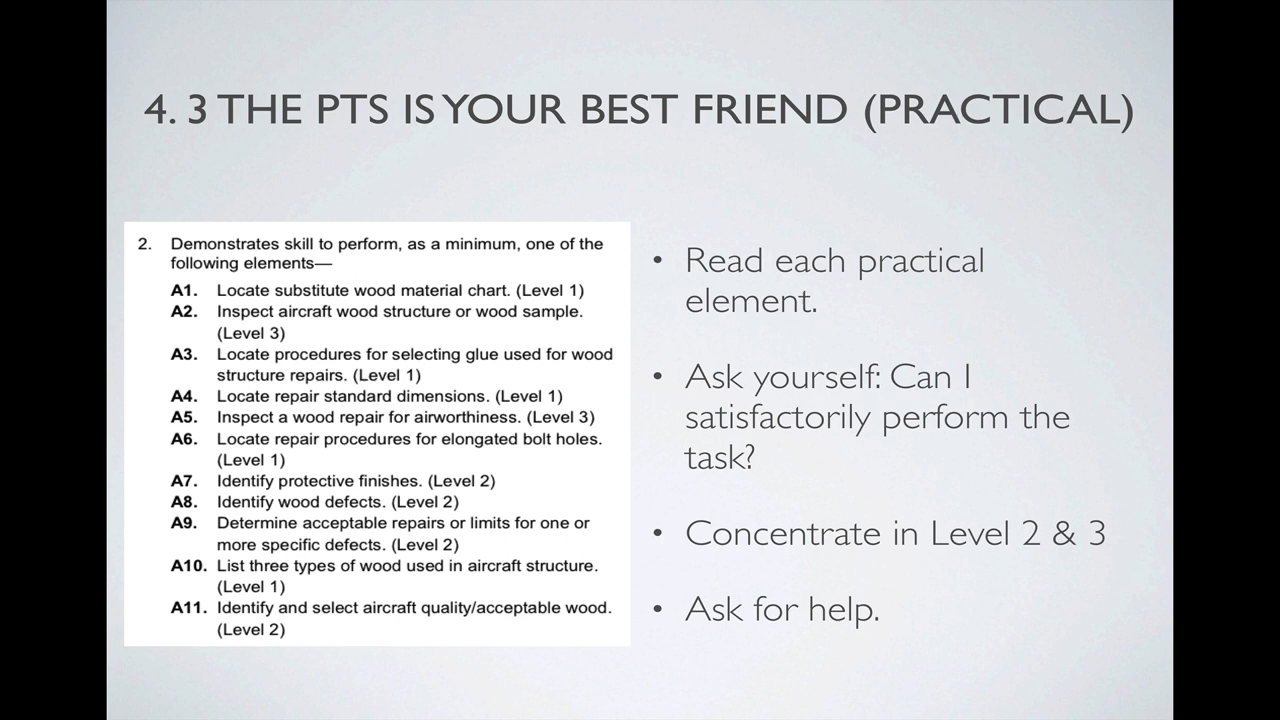 4. 3 THE PTS IS YOUR BEST FRIEND (PRACTICAL)
2. Demonstrates skill to perform, as a minimum, one of the
following elements—
A1. Locate substitute wood material chart. (Level 1)
A2. Inspect aircraft wood structure or wood sample.
(Level 3)
A3. Locate procedures for selecting glue used for wood
structure repairs. (Level 1)
A4. Locate repair standard dimensions. (Level 1)
A5. Inspect a wood repair for airworthiness. (Level 3)
A6. Locate repair procedures for elongated bolt holes.
(Level 1)
A7. Identify protective finishes. (Level 2)
A8. Identify wood defects. (Level 2)
A9. Determine acceptable repairs or limits for one or
more specific defects. (Level 2)
A10. List three types of wood used in aircraft structure.
(Level 1)
A11. Identify and select aircraft quality/acceptable wood.
(Level 2)
• Read each practical
element.
• Ask yourself: Can I
satisfactorily perform the
task?
• Concentrate in Level 2 & 3
• Ask for help.